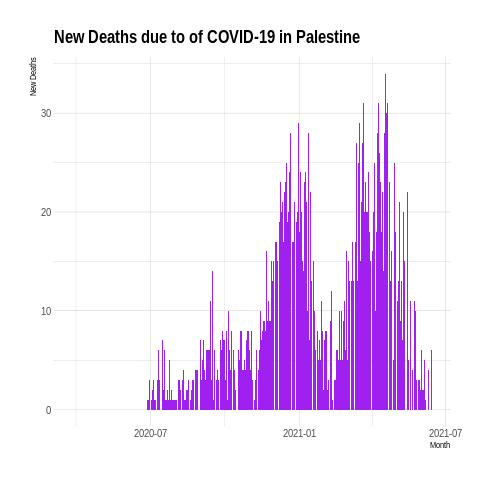 New Deaths due to of COVID-19 in Palestine
New Deaths
30
20
10
0
2020-07
2021-01
2021-07
Month